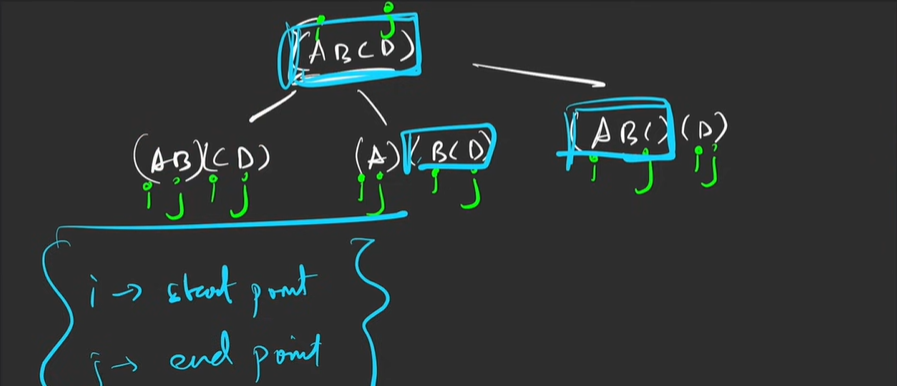 i j
(ABCD)
(AB)(CD) (A)(BCD) (ABC)(D)
i j i j i j i j i j i j
i → start point
j → end point